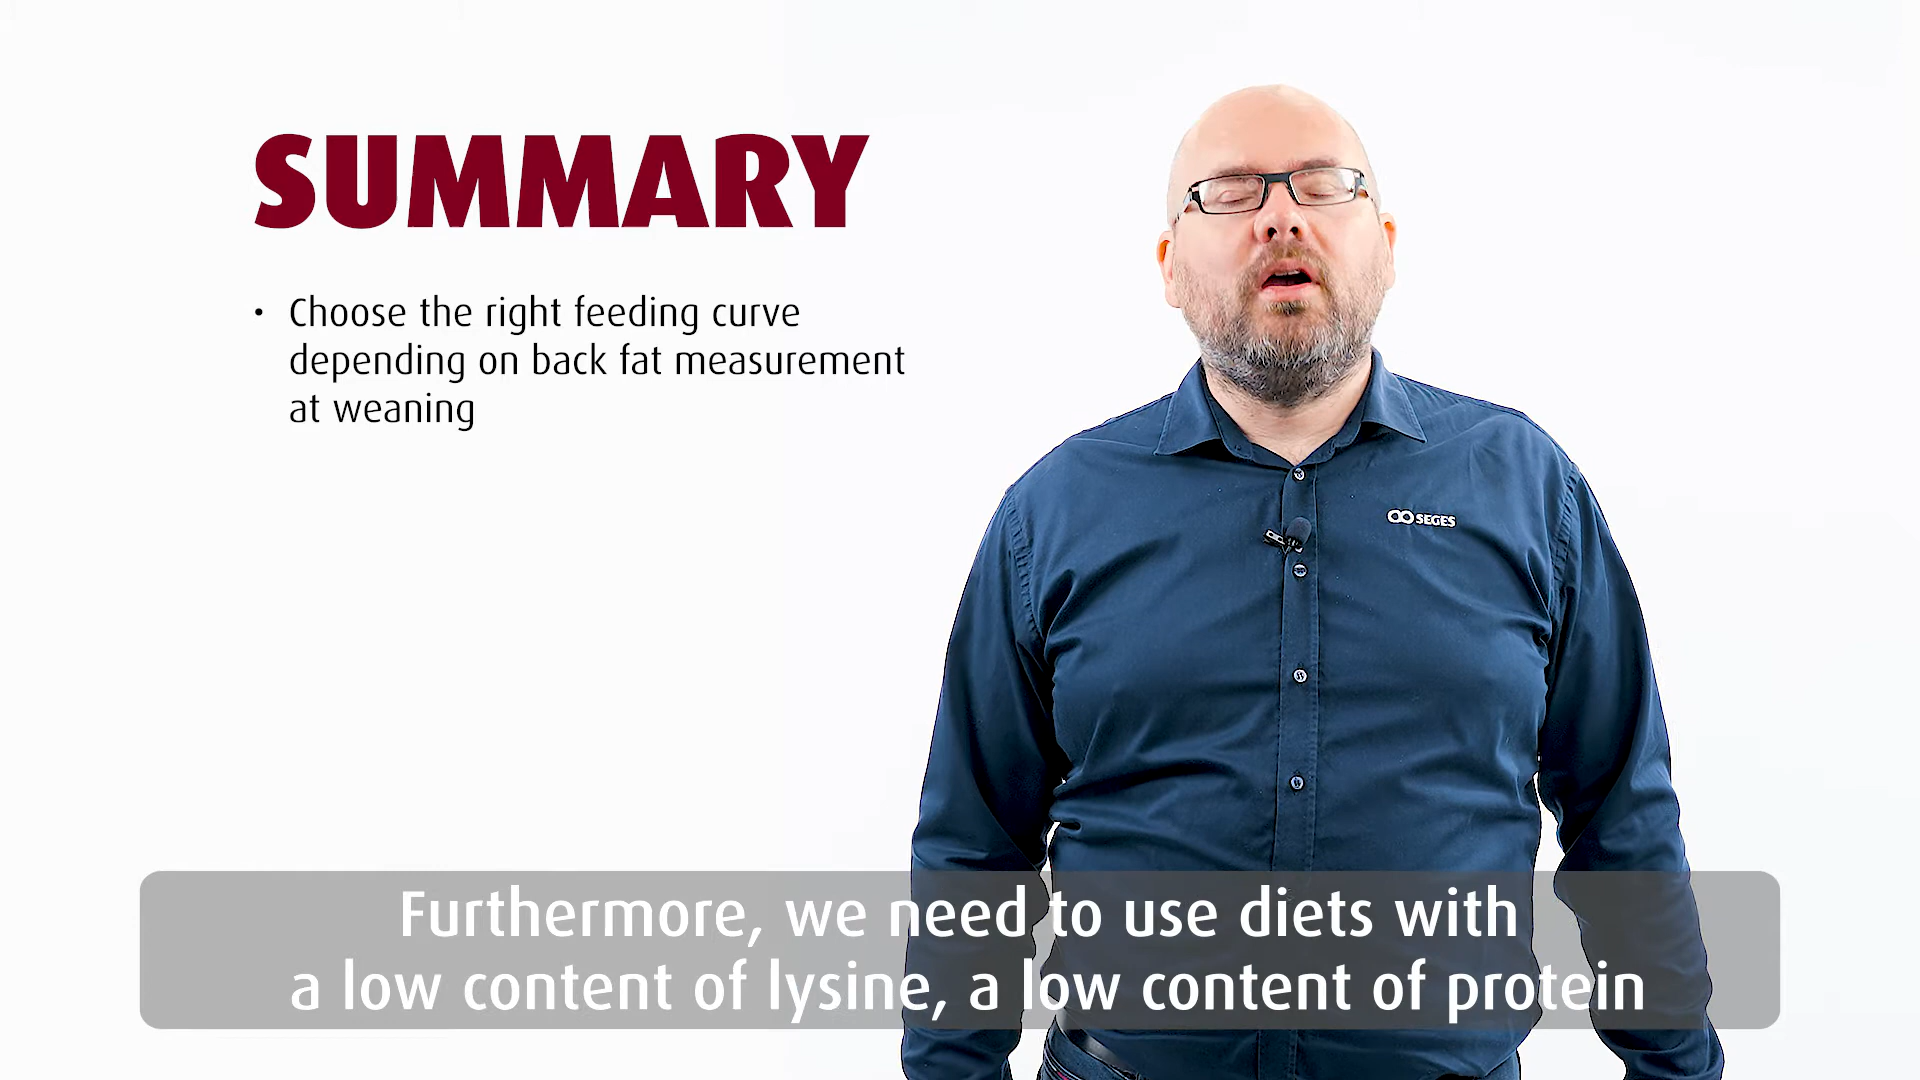 SUMMARY
• Choose the right feeding curve
depending on back fat measurement
at weaning
SEGES
Furthermore, we need to use diets with
a low content of lysine, a low content of protein